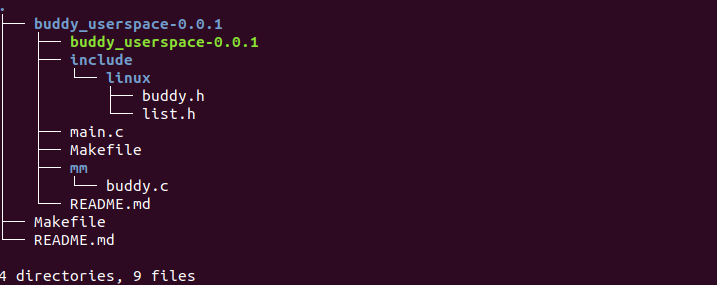 .
├── buddy_userspace-0.0.1
│   ├── buddy_userspace-0.0.1
│   ├── include
│   │   └── linux
│   │       ├── buddy.h
│   │       └── list.h
│   ├── main.c
│   ├── Makefile
│   ├── mm
│   │   └── buddy.c
│   └── README.md
├── Makefile
└── README.md

4 directories, 9 files